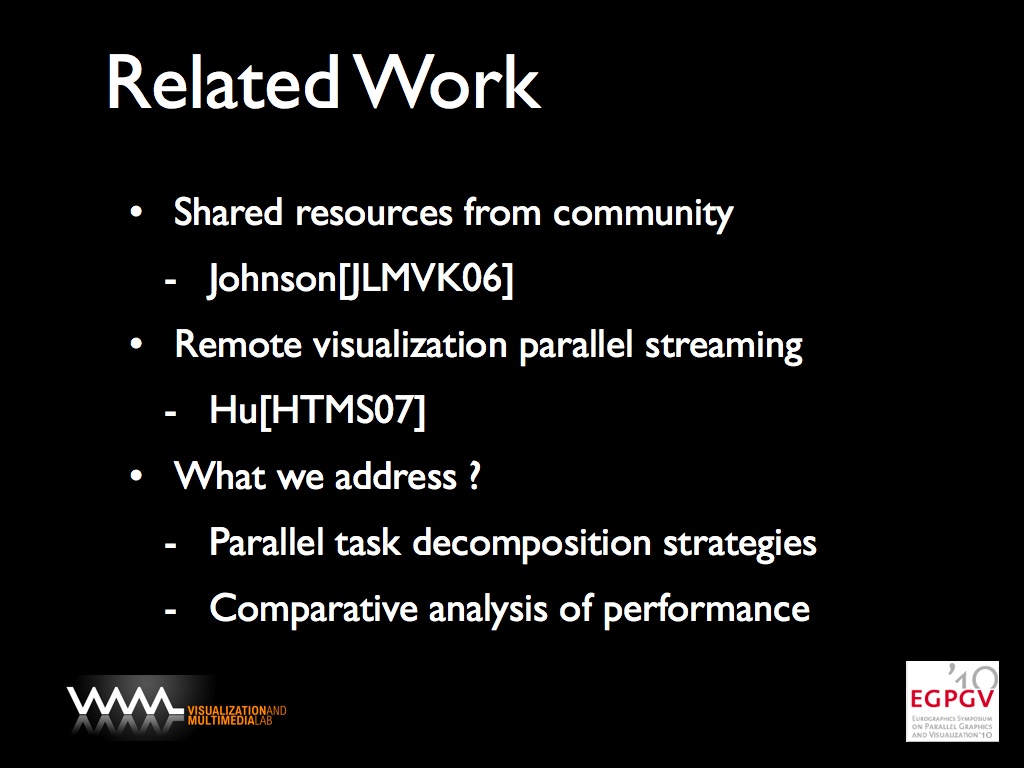 Related Work
• Shared resources from community
- Johnson[JLMVK06]
• Remote visualization parallel streaming
- Hu[HTMS07]
• What we address ?
- Parallel task decomposition strategies
- Comparative analysis of performance
VMML
VISUALIZATIONAND
MULTIMEDIALAB
'10
EGPGV
EUROGRAPHICS SYMPOSIUM
ON PARALLEL GRAPHICS
AND VISUALIZATION'10